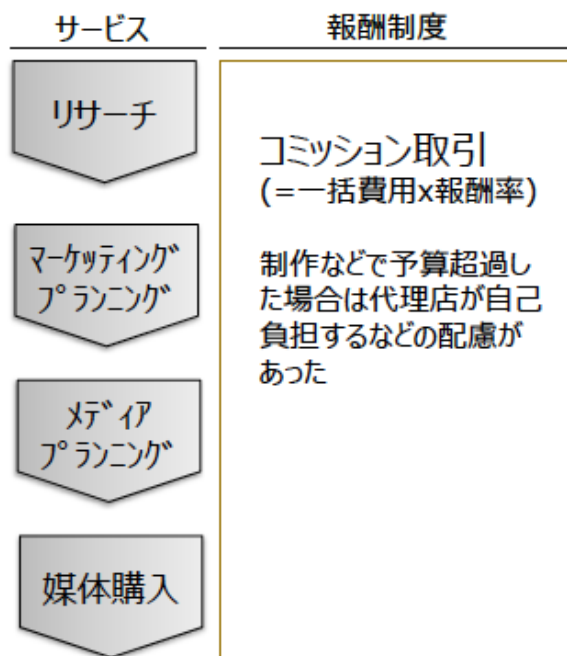 サービス
報酬制度
リサーチ
コミッション取引
(=一括費用x報酬率)
マーケッティング
プランニング
制作などで予算超過し
た場合は代理店が自己
負担するなどの配慮が
あった
メディア
プランニング
媒体購入